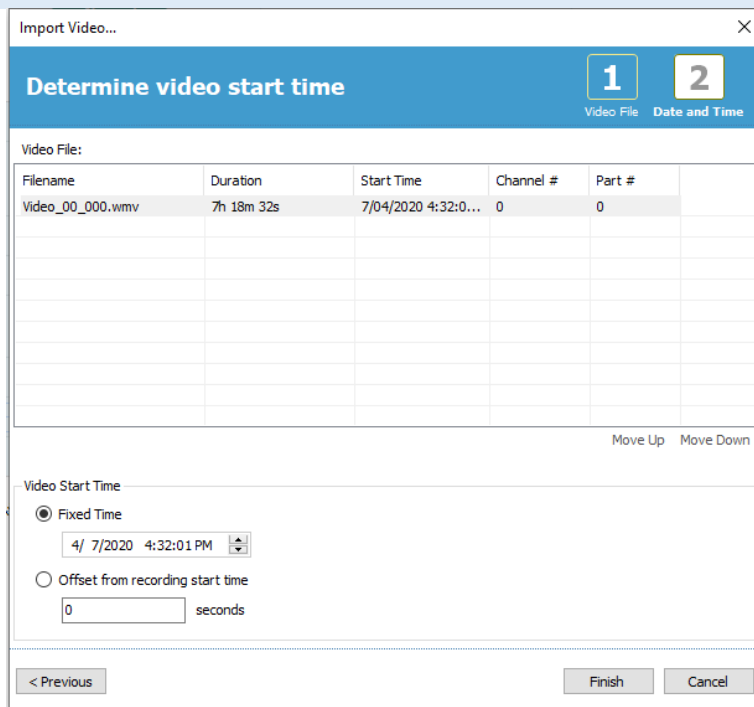 Import Video...
Determine video start time
1
Video File
2
Date and Time
Video File:
Filename Duration Start Time Channel # Part #
Video_00_000.wmv 7h 18m 32s 7/04/2020 4:32:0... 0 0
Move Up Move Down
Video Start Time
Fixed Time
4/ 7/2020 4:32:01 PM
Offset from recording start time
0 seconds
< Previous Finish Cancel